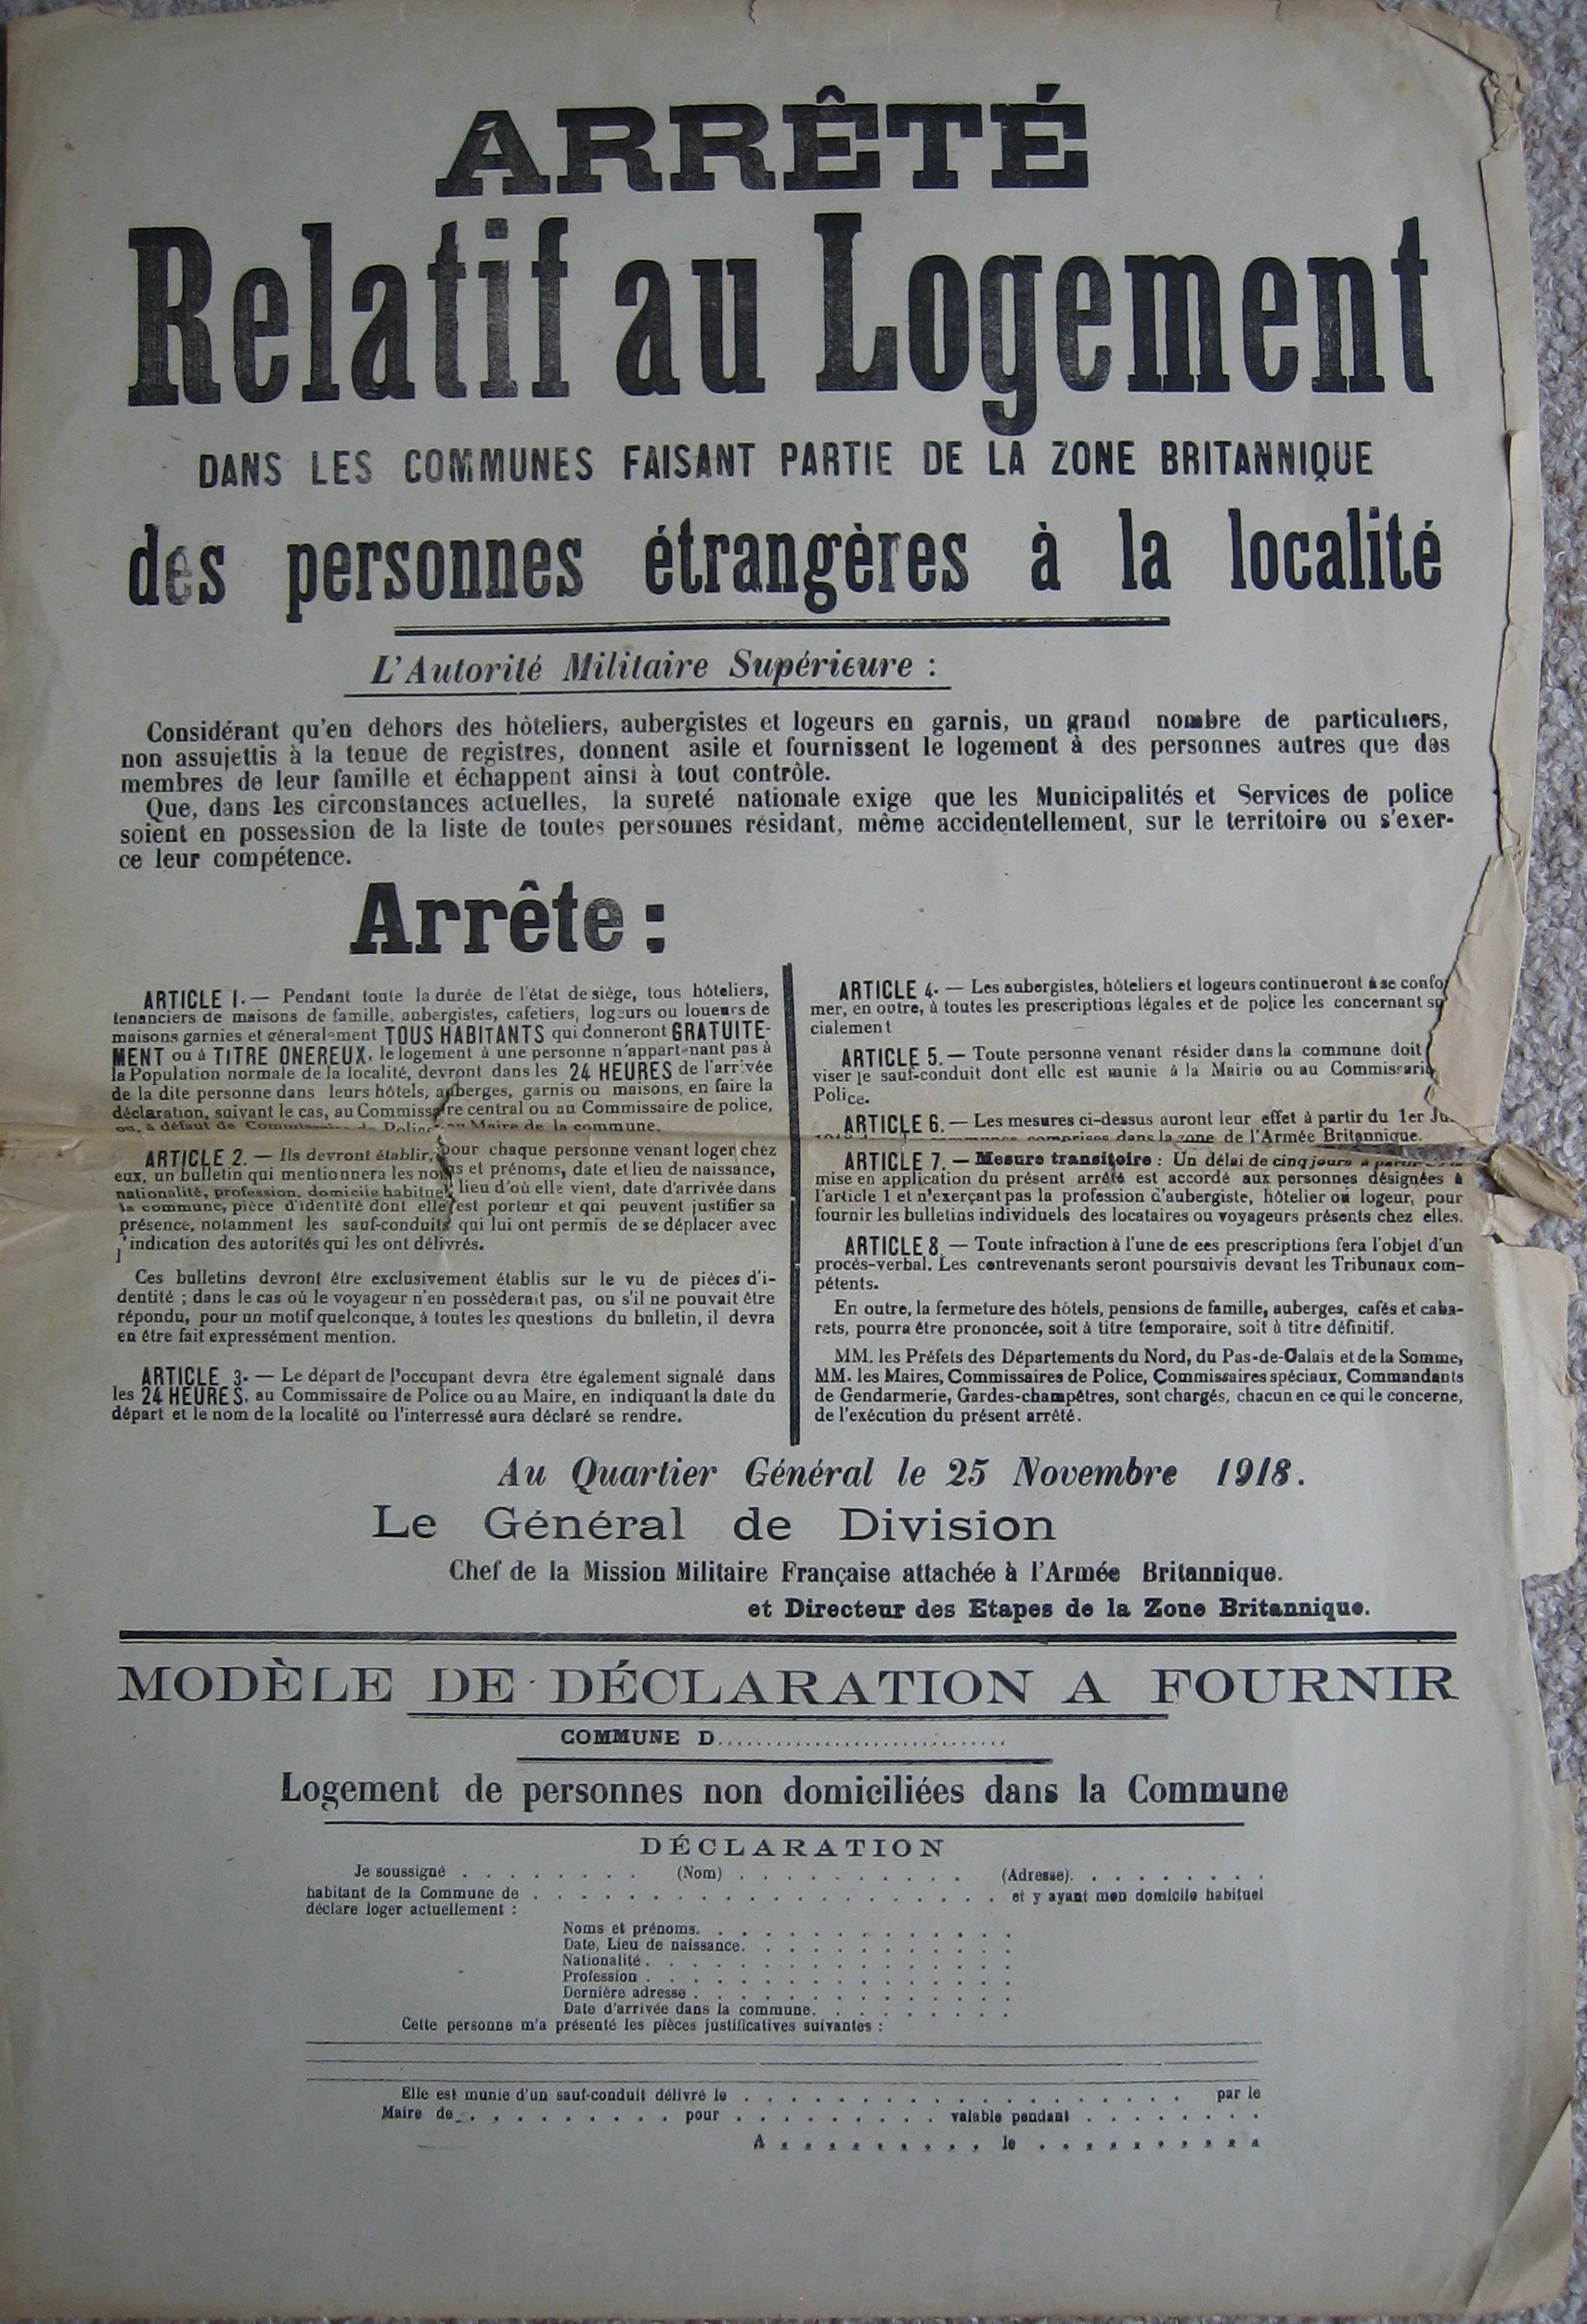 ARRÊTÉ
Relatif au Logement
DANS LES COMMUNES FAISANT PARTIE DE LA ZONE BRITANNIQUE
des personnes étrangères à la localité
L'Autorité Militaire Supérieure :
Considérant qu'en dehors des hôteliers, aubergistes et logeurs en garnis, un grand nombre de particuliers,
non assujettis à la tenue de registres, donnent asile et fournissent le logement à des personnes autres que des
membres de leur famille et échappent ainsi à tout contrôle.
Que, dans les circonstances actuelles, la sureté nationale exige que les Municipalités et Services de police
soient en possession de la liste de toutes personnes résidant, même accidentellement, sur le territoire ou s'exer-
ce leur compétence.
Arrête :
ARTICLE 1. — Pendant toute la durée de l'état de siège, tous hôteliers,
tenanciers de maisons de famille, aubergistes, cafetiers, logeurs ou loueurs de
maisons garnies et généralement TOUS HABITANTS qui donneront GRATUITE-
MENT ou à TITRE ONEREUX, le logement à une personne n'appartenant pas à
la Population normale de la localité, devront dans les 24 HEURES de l'arrivée
de la dite personne dans leurs hôtels, auberges, garnis ou maisons, en faire la
déclaration, suivant le cas, au Commissaire central ou au Commissaire de police,
ou, à défaut de Commissaire de Police au Maire de la commune.
ARTICLE 2. — Ils devront établir, pour chaque personne venant loger chez
eux, un bulletin qui mentionnera les noms et prénoms, date et lieu de naissance,
nationalité, profession, domicile habituel, lieu d'où elle vient, date d'arrivée dans
la commune, pièce d'identité dont elle est porteur et qui peuvent justifier sa
présence, notamment les sauf-conduits qui lui ont permis de se déplacer avec
l'indication des autorités qui les ont délivrés.
Ces bulletins devront être exclusivement établis sur le vu de pièces d'i-
dentité ; dans le cas où le voyageur n'en possèderait pas, ou s'il ne pouvait être
répondu, pour un motif quelconque, à toutes les questions du bulletin, il devra
en être fait expressément mention.
ARTICLE 3. — Le départ de l'occupant devra être également signalé dans
les 24 HEURES, au Commissaire de Police ou au Maire, en indiquant la date du
départ et le nom de la localité ou l'interressé aura déclaré se rendre.
ARTICLE 4. — Les aubergistes, hôteliers et logeurs continueront à se confo
mer, en outre, à toutes les prescriptions légales et de police les concernant sp
cialement
ARTICLE 5. — Toute personne venant résider dans la commune doit
viser le sauf-conduit dont elle est munie à la Mairie ou au Commissaria
Police.
ARTICLE 6. — Les mesures ci-dessus auront leur effet à partir du 1er
communes comprises dans la zone de l'Armée Britannique.
ARTICLE 7. — Mesure transitoire : Un délai de cinq jours à partir
mise en application du présent arrêté est accordé aux personnes désignées à
l'article 1 et n'exerçant pas la profession d'aubergiste, hôtelier ou logeur, pour
fournir les bulletins individuels des locataires ou voyageurs présents chez elles.
ARTICLE 8. — Toute infraction à l'une de ees prescriptions fera l'objet d'un
procès-verbal. Les contrevenants seront poursuivis devant les Tribunaux com-
pétents.
En outre, la fermeture des hôtels, pensions de famille, auberges, cafés et caba-
rets, pourra être prononcée, soit à titre temporaire, soit à titre définitif.
MM. les Préfets des Départements du Nord, du Pas-de-Calais et de la Somme,
MM. les Maires, Commissaires de Police, Commissaires spéciaux, Commandants
de Gendarmerie, Gardes-champêtres, sont chargés, chacun en ce qui le concerne,
de l'exécution du présent arrêté.
Au Quartier Général le 25 Novembre 1918.
Le Général de Division
Chef de la Mission Militaire Française attachée à l'Armée Britannique.
et Directeur des Etapes de la Zone Britannique.
MODÈLE DE DÉCLARATION A FOURNIR
COMMUNE D..............................
Logement de personnes non domiciliées dans la Commune
DÉCLARATION
Je soussigné . . . . . . . . (Nom) . . . . . . . . . . (Adresse). . . . . . . . .
habitant de la Commune de . . . . . . . . . . . . . . . . . . . . et y ayant mon domicile habituel
déclare loger actuellement :
Noms et prénoms. . . . . . . . . . . . . .
Date, Lieu de naissance. . . . . . . . . . . .
Nationalité . . . . . . . . . . . . . . . .
Profession . . . . . . . . . . . . . . . .
Dernière adresse . . . . . . . . . . . . . .
Date d'arrivée dans la commune. . . . . . . . .
Cette personne m'a présenté les pièces justificatives suivantes :
Elle est munie d'un sauf-conduit délivré le . . . . . . . . . . . . . . . . . . . par le
Maire de . . . . . . . . . . pour . . . . . . . . . valable pendant . . . . . . . .
A . . . . . . . . . . le . . . . . . . . . .